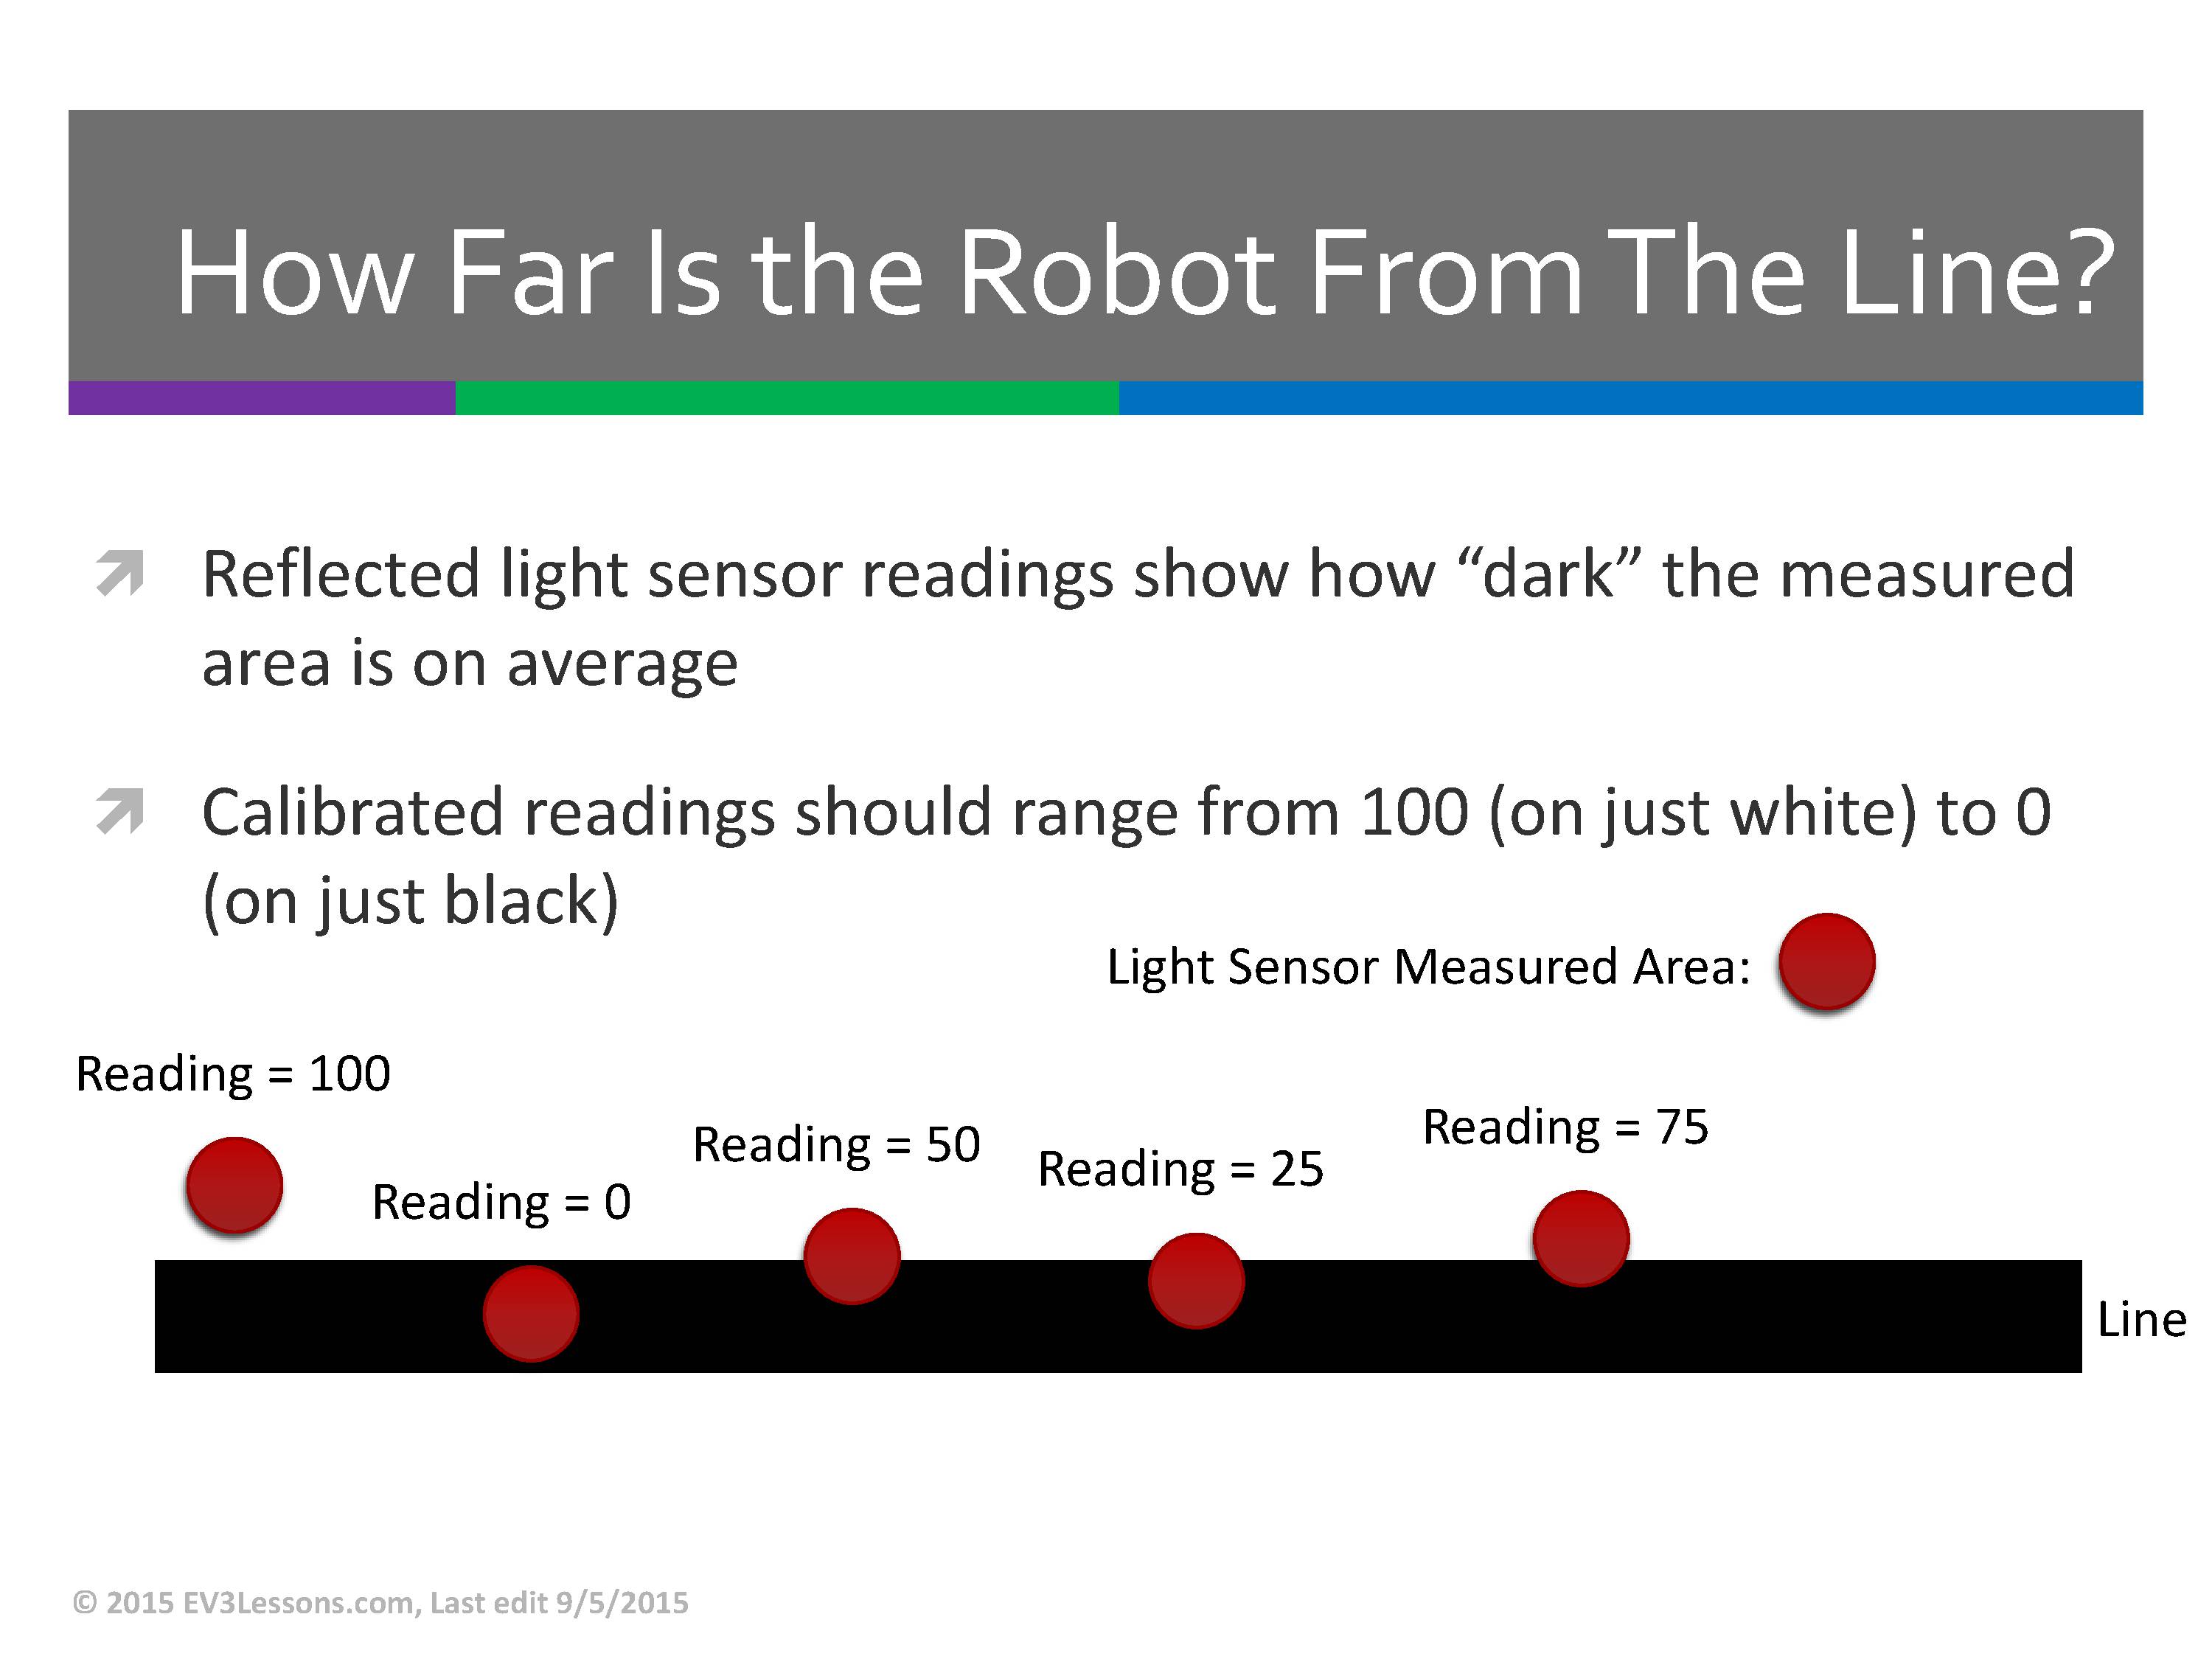 How Far Is the Robot From The Line?
Reflected light sensor readings show how “dark” the measured
area is on average
Calibrated readings should range from 100 (on just white) to 0
(on just black)
Light Sensor Measured Area:
Reading = 100
Reading = 0
Reading = 50
Reading = 25
Reading = 75
Line
© 2015 EV3Lessons.com, Last edit 9/5/2015